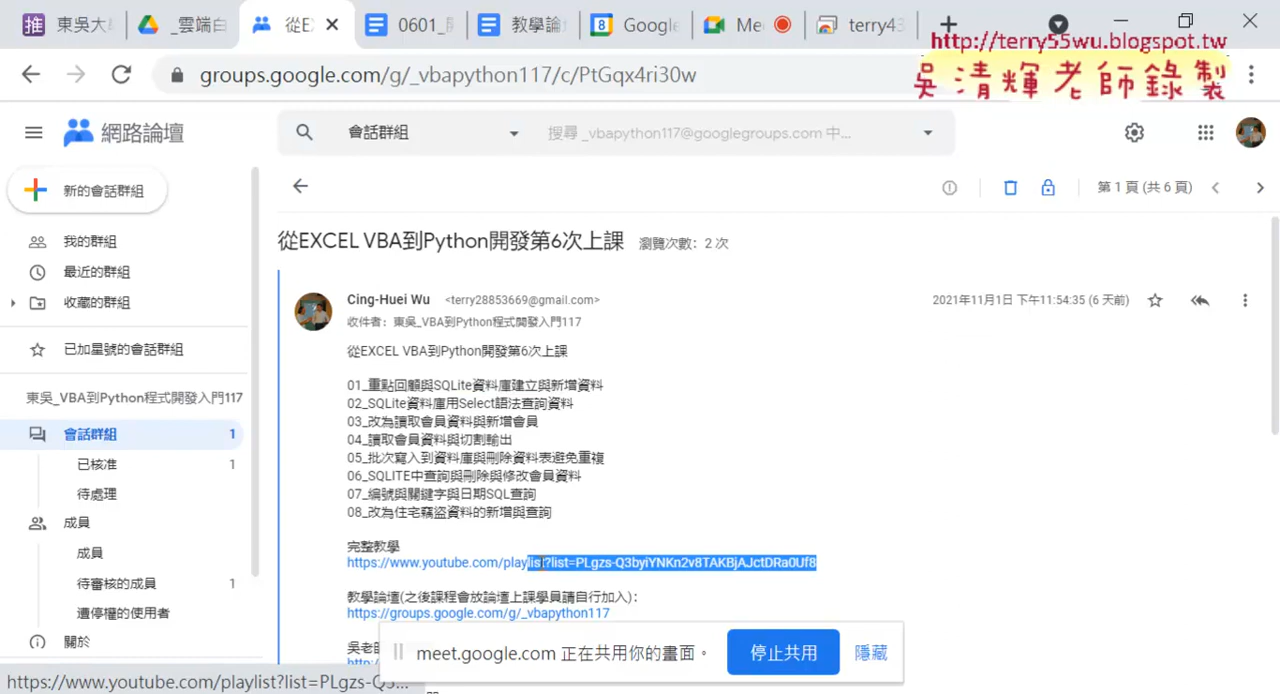 東吳大
_雲端白
從E
0601_
教學論
Google
Me
terry43
http://terry55wu.blogspot.tw
吳清輝老師錄製
groups.google.com/g/_vbapython117/c/PtGqx4ri30w
網路論壇
會話群組
搜尋 _vbapython117@googlegroups.com 中...
新的會話群組
第 1 頁 (共 6 頁)
我的群組
最近的群組
收藏的群組
已加星號的會話群組
東吳_VBA到Python程式開發入門117
會話群組 1
已核准 1
待處理
成員
成員
待審核的成員 1
遭停權的使用者
關於
從EXCEL VBA到Python開發第6次上課 瀏覽次數： 2 次
Cing-Huei Wu <terry28853669@gmail.com>
2021年11月1日 下午11:54:35 (6 天前)
收件者： 東吳_VBA到Python程式開發入門117
從EXCEL VBA到Python開發第6次上課
01_重點回顧與SQLite資料庫建立與新增資料
02_SQLite資料庫用Select語法查詢資料
03_改為讀取會員資料與新增會員
04_讀取會員資料與切割輸出
05_批次寫入到資料庫與刪除資料表避免重複
06_SQLITE中查詢與刪除與修改會員資料
07_編號與關鍵字與日期SQL查詢
08_改為住宅竊盜資料的新增與查詢
完整教學
https://www.youtube.com/playlist?list=PLgzs-Q3byiYNKn2v8TAKBjAJctDRa0Uf8
教學論壇(之後課程會放論壇上課學員請自行加入)：
https://groups.google.com/g/_vbapython117
吳老
meet.google.com 正在共用你的畫面。
停止共用
隱藏
https://www.youtube.com/playlist?list=PLgzs-Q3...